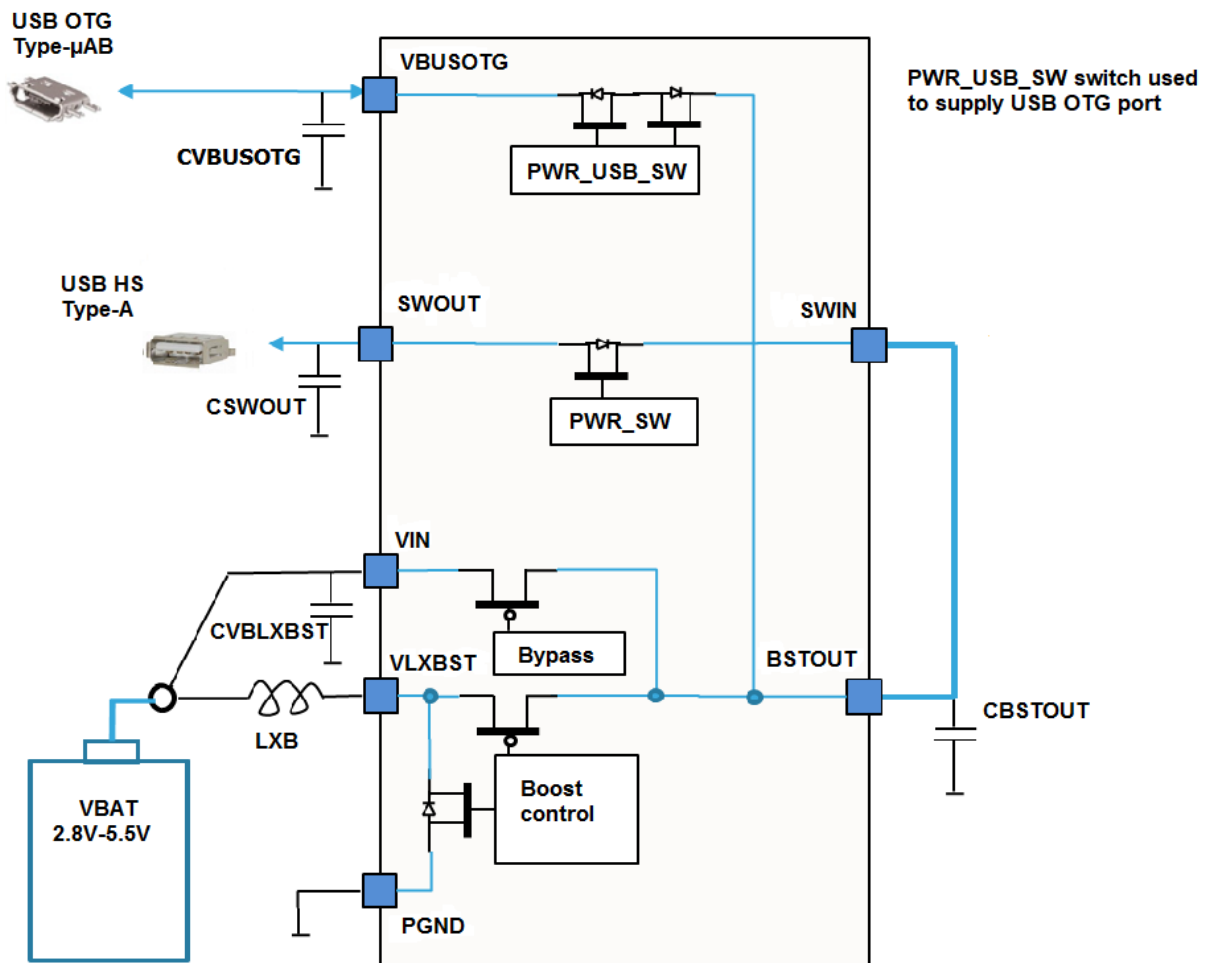 USB OTG
Type-µAB
VBUSOTG
PWR_USB_SW switch used
to supply USB OTG port
CVBUSOTG
PWR_USB_SW
USB HS
Type-A
SWOUT
SWIN
CSWOUT
PWR_SW
VIN
CVBLXBST
Bypass
VLXBST
BSTOUT
LXB
CBSTOUT
VBAT
2.8V-5.5V
Boost
control
PGND